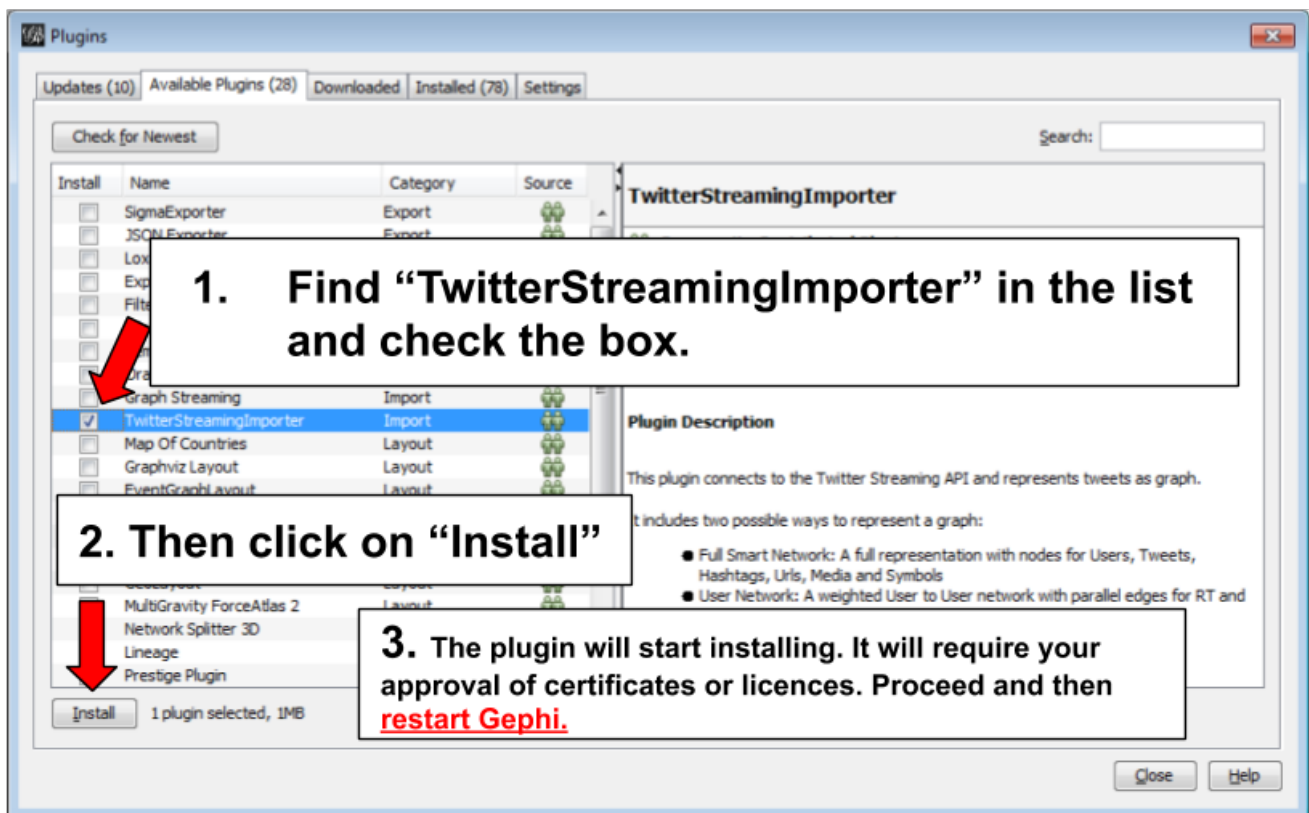 Plugins
Updates (10) Available Plugins (28) Downloaded Installed (78) Settings
Check for Newest
Search:
Install Name Category Source
SigmaExporter Export
JSON Exporter Export
TwitterStreamingImporter
1. Find “TwitterStreamingImporter” in the list
and check the box.
Graph Streaming Import
TwitterStreamingImporter Import
Map Of Countries Layout
Graphviz Layout Layout
EventGraphLayout Layout
Plugin Description
This plugin connects to the Twitter Streaming API and represents tweets as graph.
It includes two possible ways to represent a graph:
● Full Smart Network: A full representation with nodes for Users, Tweets,
Hashtags, Urls, Media and Symbols
● User Network: A weighted User to User network with parallel edges for RT and
2. Then click on “Install”
GeoLayout Layout
MultiGravity ForceAtlas 2 Layout
Network Splitter 3D
Lineage
Prestige Plugin
3. The plugin will start installing. It will require your
approval of certificates or licences. Proceed and then
restart Gephi.
Install 1 plugin selected, 1MB
Close Help